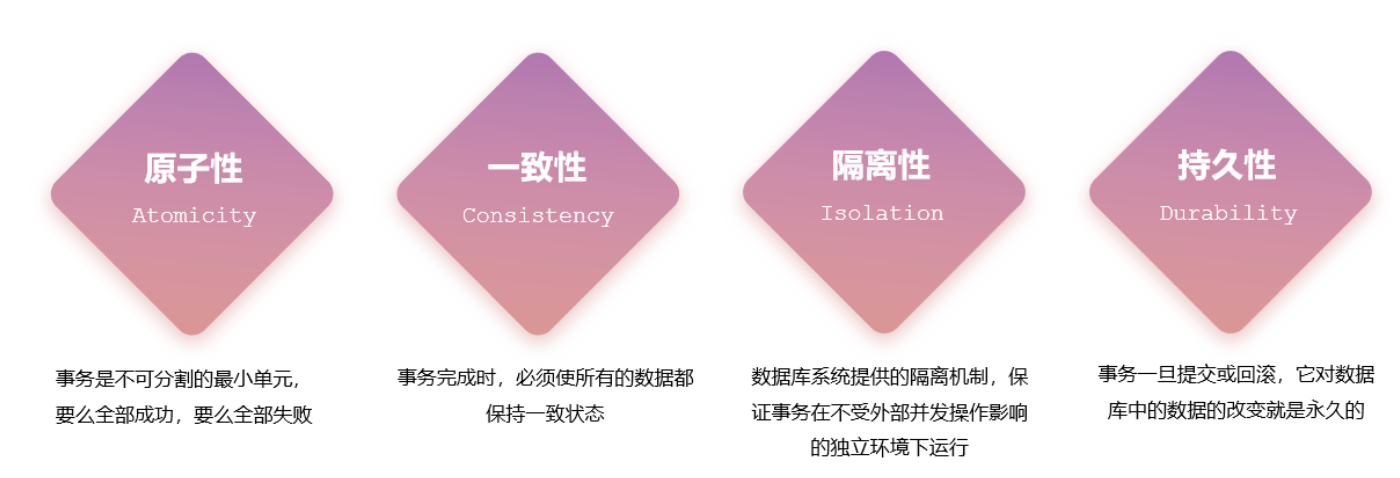 原子性
Atomicity
事务是不可分割的最小单元，
要么全部成功，要么全部失败
一致性
Consistency
事务完成时，必须使所有的数据都
保持一致状态
隔离性
Isolation
数据库系统提供的隔离机制，保
证事务在不受外部并发操作影响
的独立环境下运行
持久性
Durability
事务一旦提交或回滚，它对数据
库中的数据的改变就是永久的